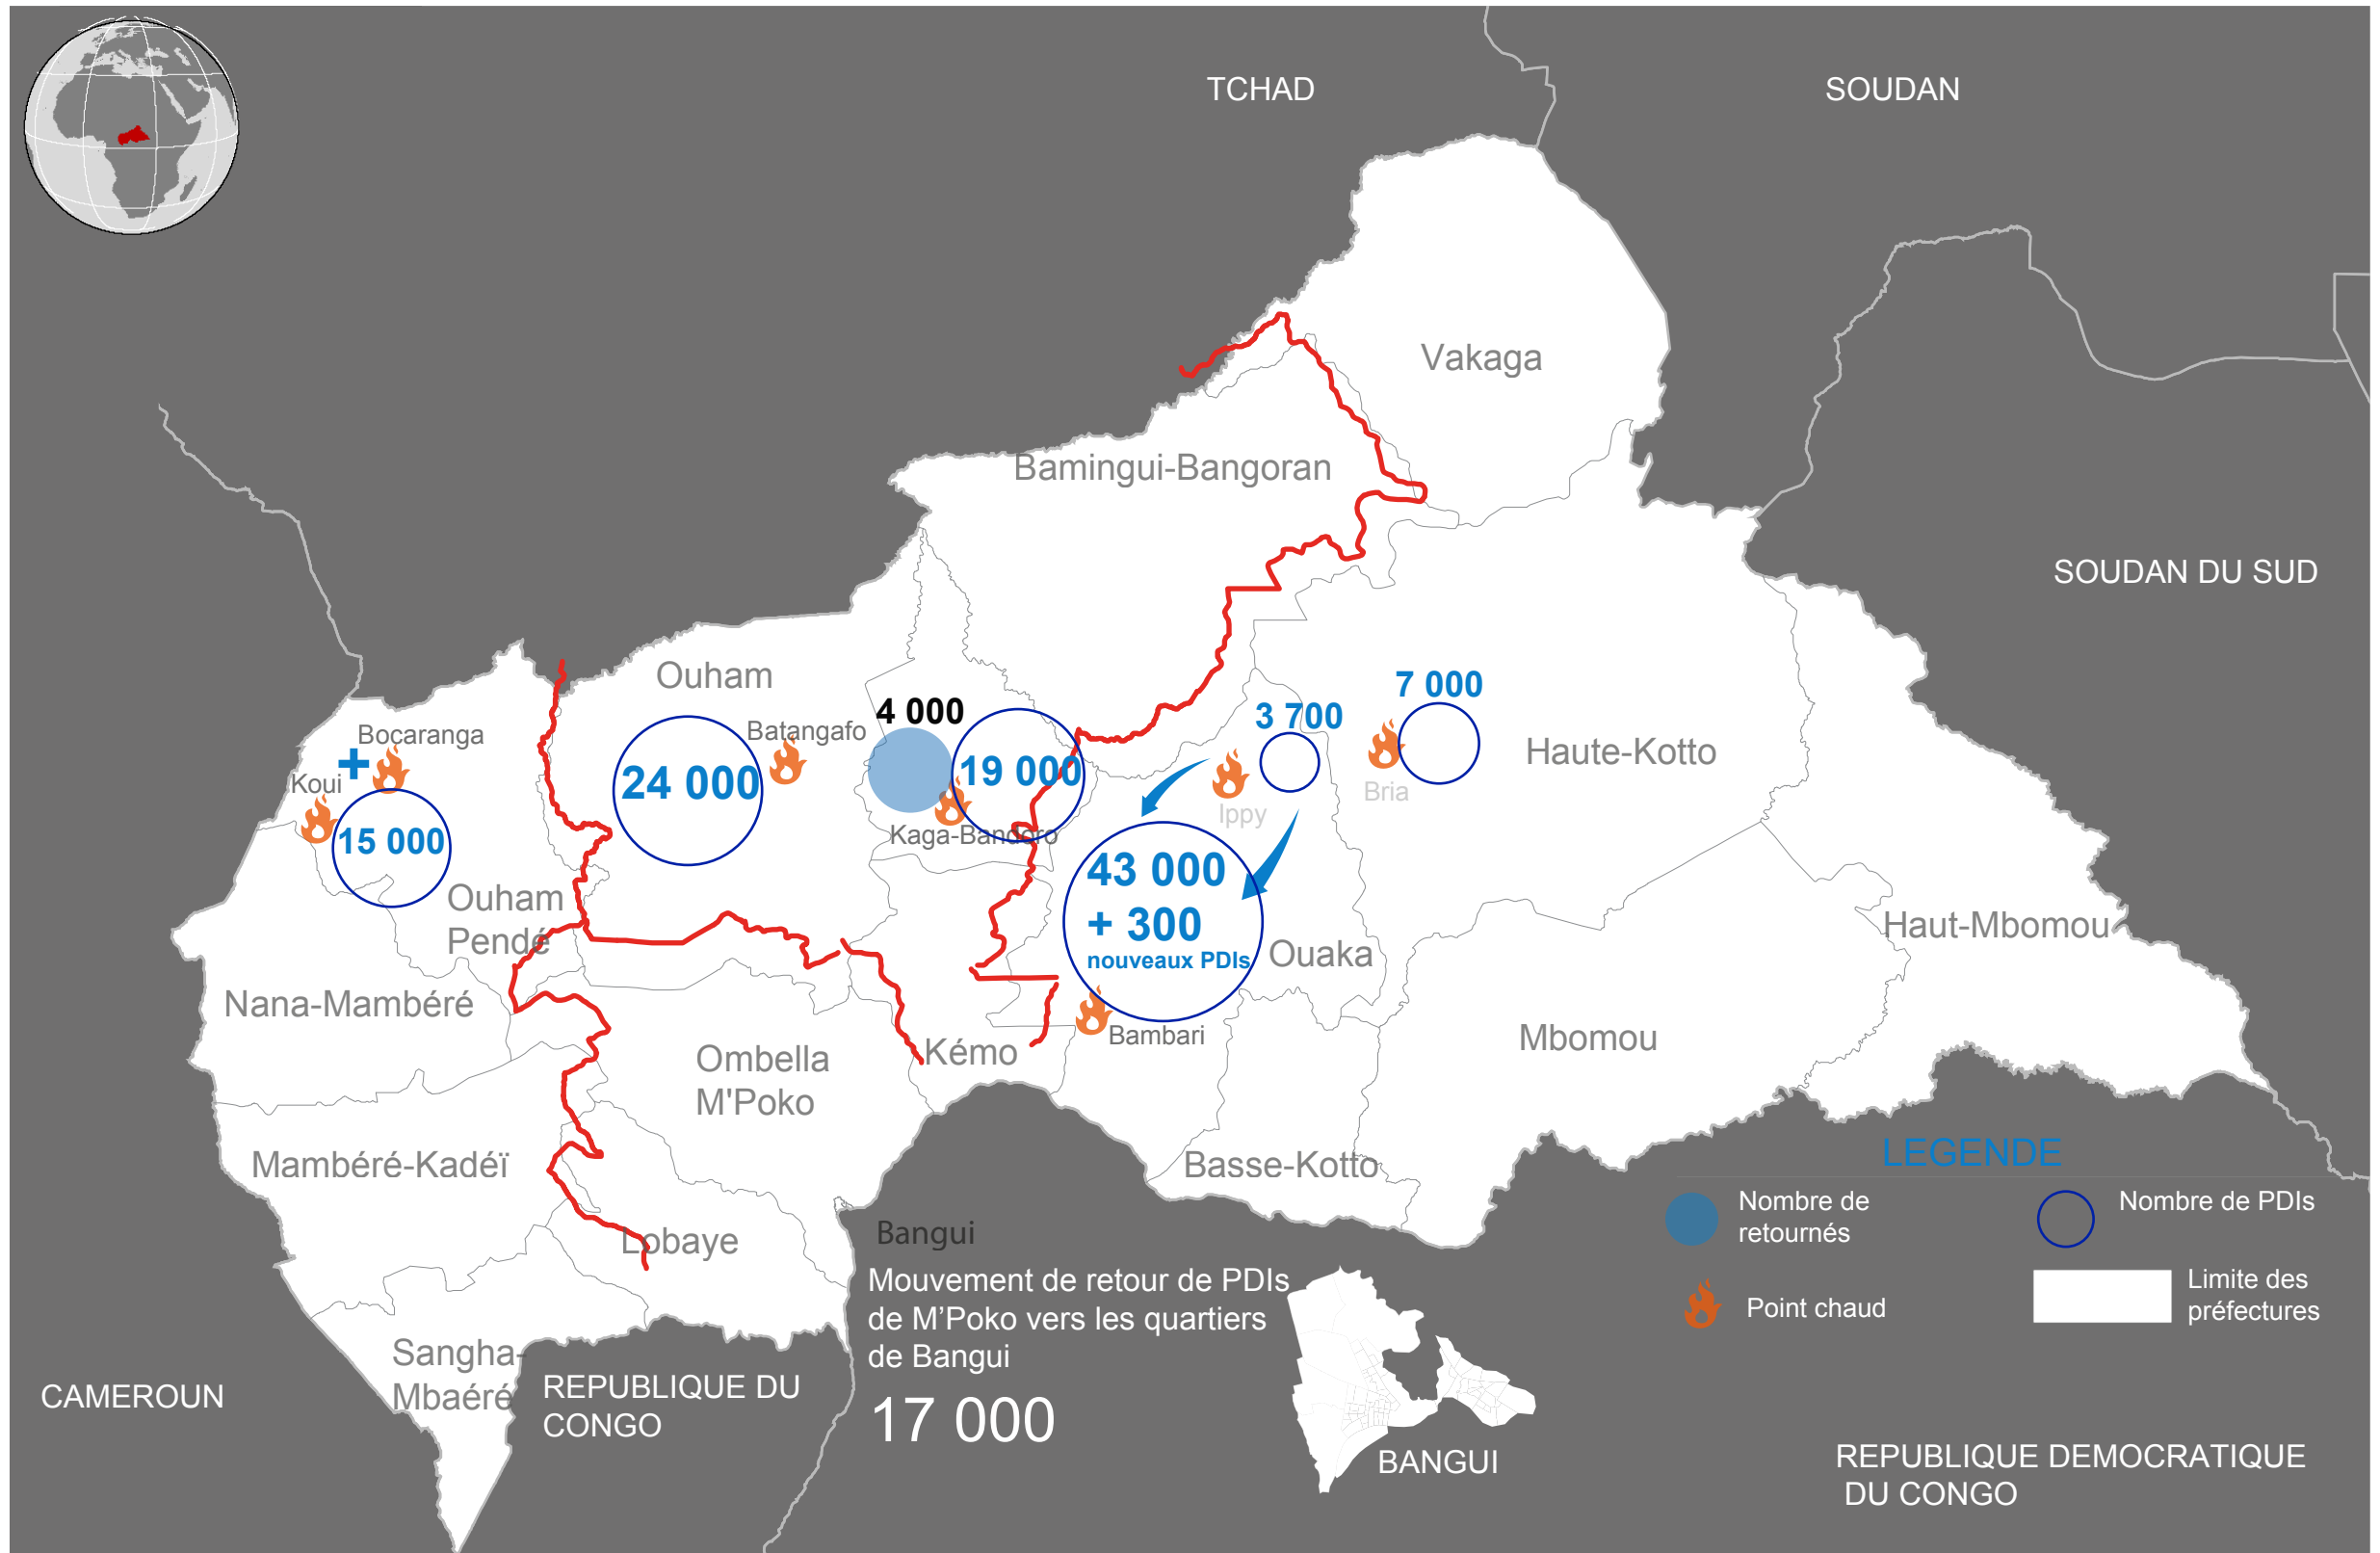 TCHAD
SOUDAN
Vakaga
Bamingui-Bangoran
SOUDAN DU SUD
Ouham
7 000
4 000
3 700
Batangafo
Bocaranga
+
Koui
24 000
19 000
Haute-Kotto
Bria
Ippy
15 000
Kaga-Bandoro
43 000
+ 300
nouveaux PDIs
Ouham
Pendé
Ouaka
Haut-Mbomou
Nana-Mambéré
Bambari
Mbomou
Kémo
Ombella
M'Poko
Mambéré-Kadéï
Basse-Kotto
Lobaye
Sangha-
Mbaéré
CAMEROUN
REPUBLIQUE DU
CONGO
Bangui
Mouvement de retour de PDIs
de M'Poko vers les quartiers
de Bangui
17 000
BANGUI
LEGENDE
Nombre de
retournés
Nombre de PDIs
Point chaud
Limite des
préfectures
REPUBLIQUE DEMOCRATIQUE
DU CONGO